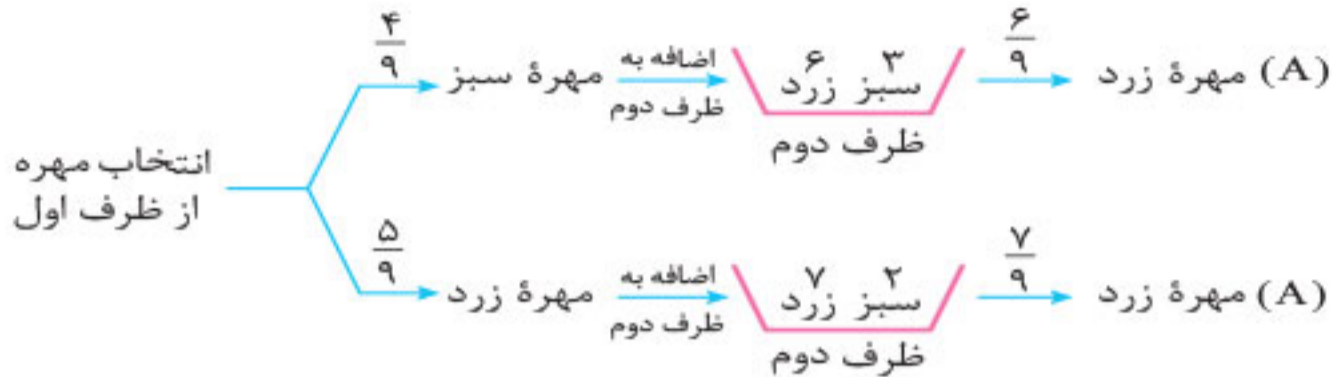 انتخاب مهره
از ظرف اول
۴/۹
مهرهٔ سبز
اضافه به
ظرف دوم
۶ ۳
زرد سبز
ظرف دوم
۶/۹
مهرهٔ زرد (A)
۵/۹
مهرهٔ زرد
اضافه به
ظرف دوم
۷ ۲
زرد سبز
ظرف دوم
۷/۹
مهرهٔ زرد (A)